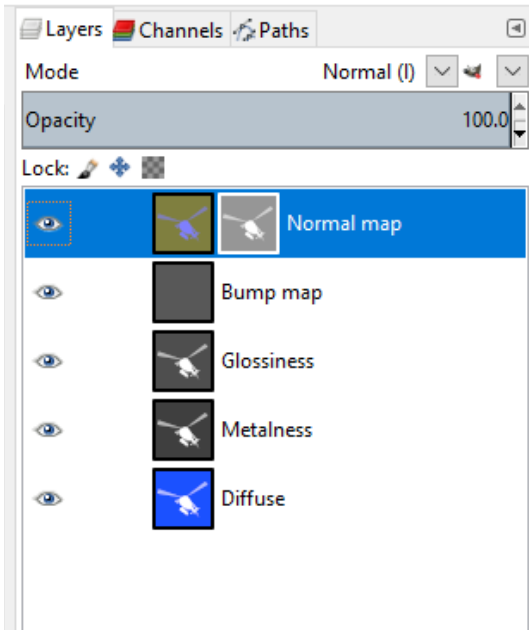 Layers Channels Paths
Mode Normal (l)
Opacity 100.0
Lock:
Normal map
Bump map
Glossiness
Metalness
Diffuse